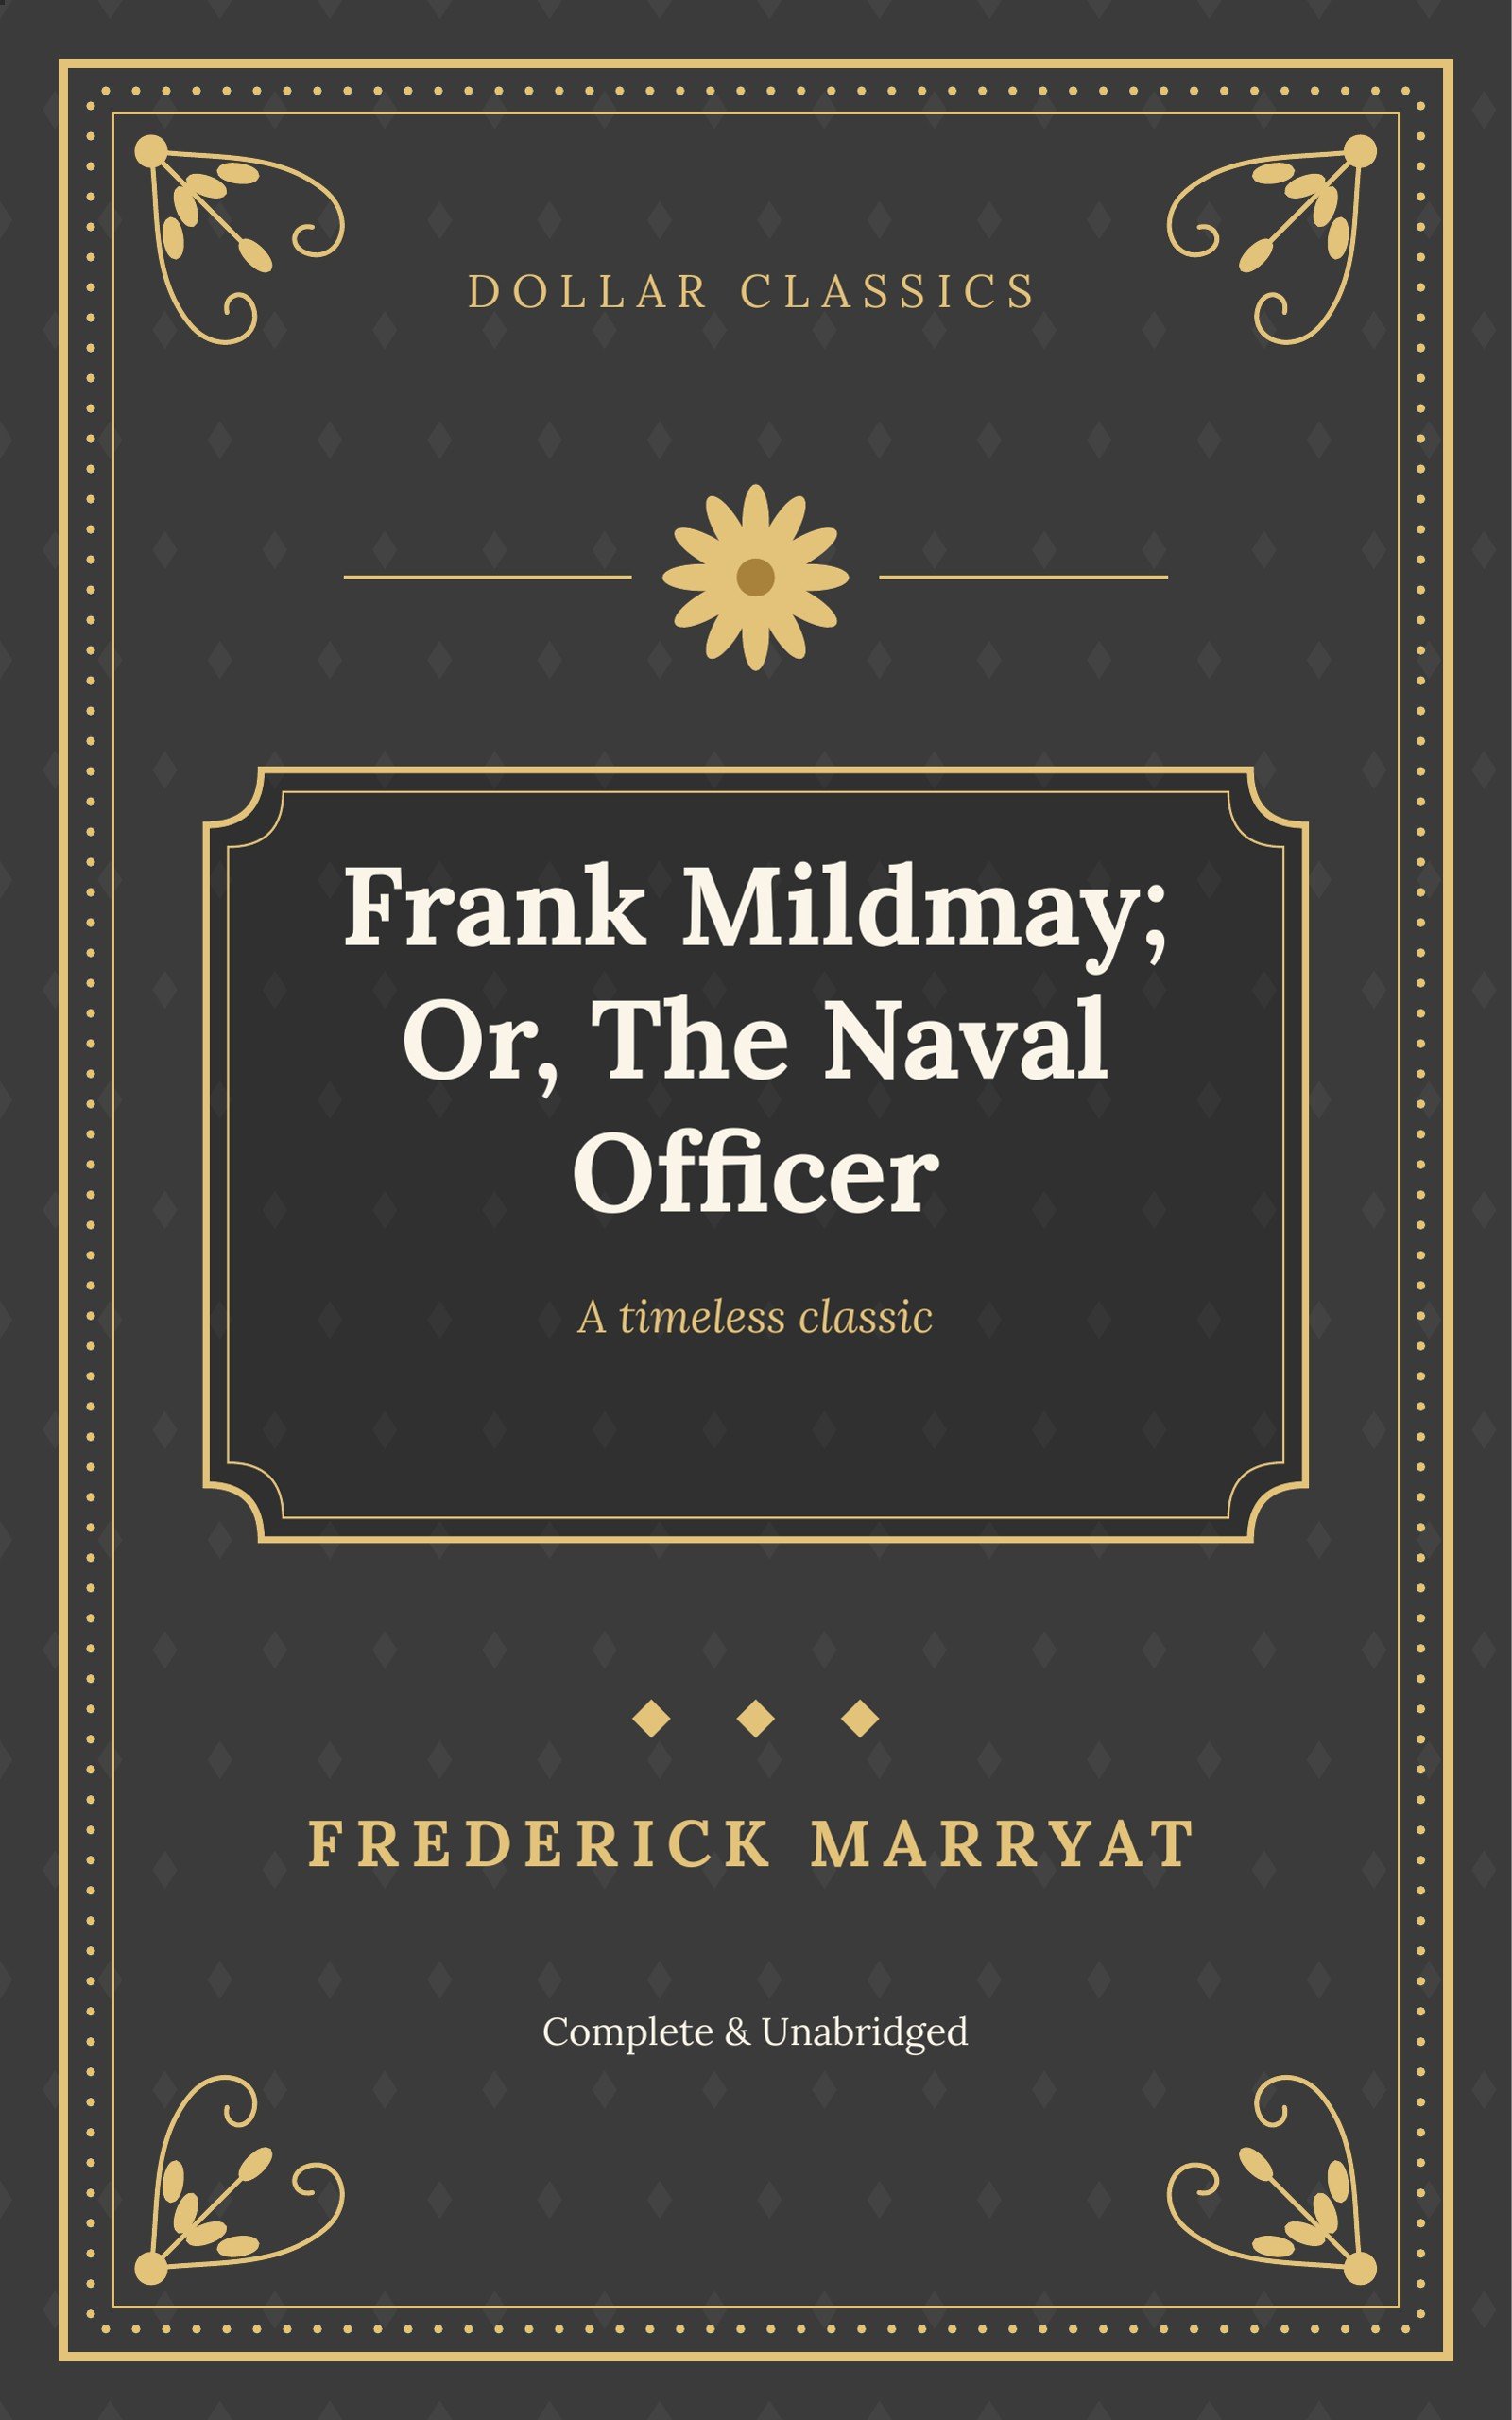 DOLLAR CLASSICS
Frank Mildmay;
Or, The Naval
Officer
A timeless classic
FREDERICK MARRYAT
Complete & Unabridged